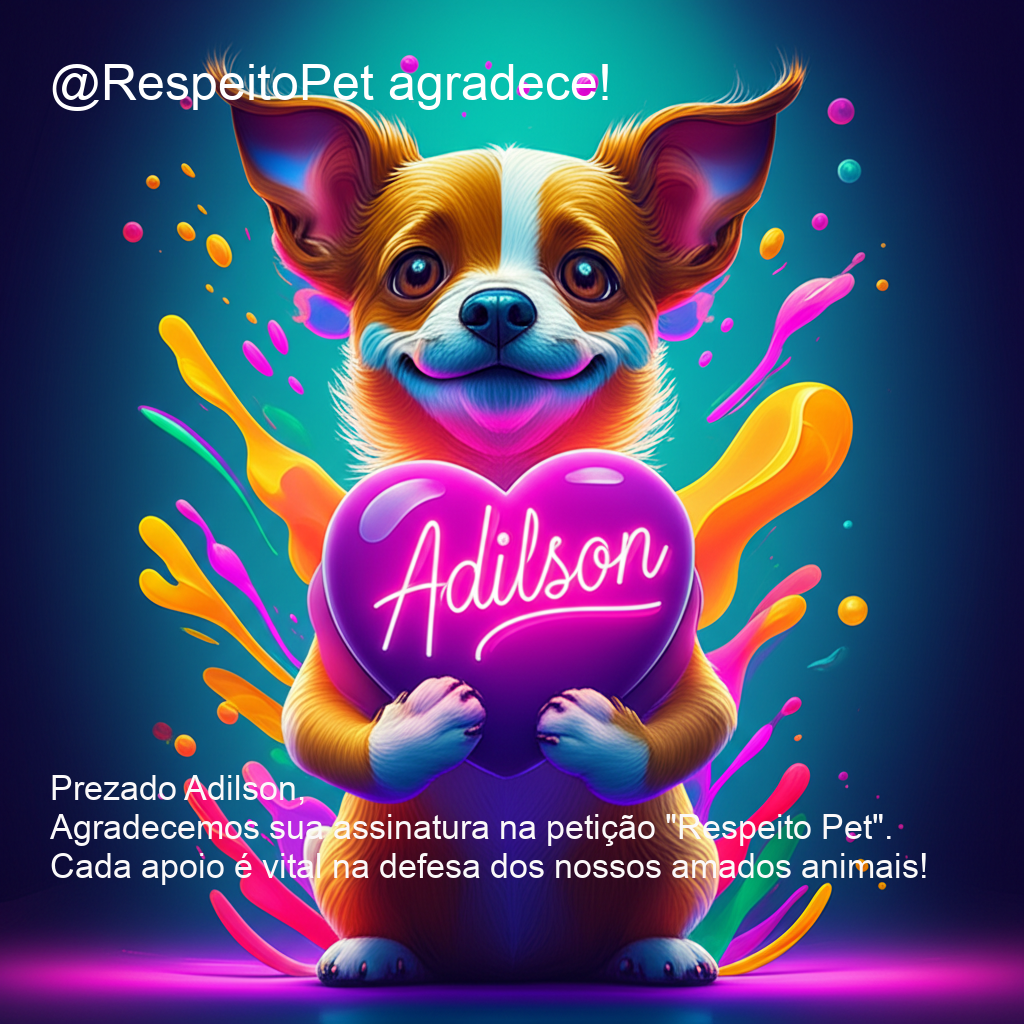 @RespeitoPet agradece!
Adilson
Prezado Adilson,
Agradecemos sua assinatura na petição "Respeito Pet".
Cada apoio é vital na defesa dos nossos amados animais!